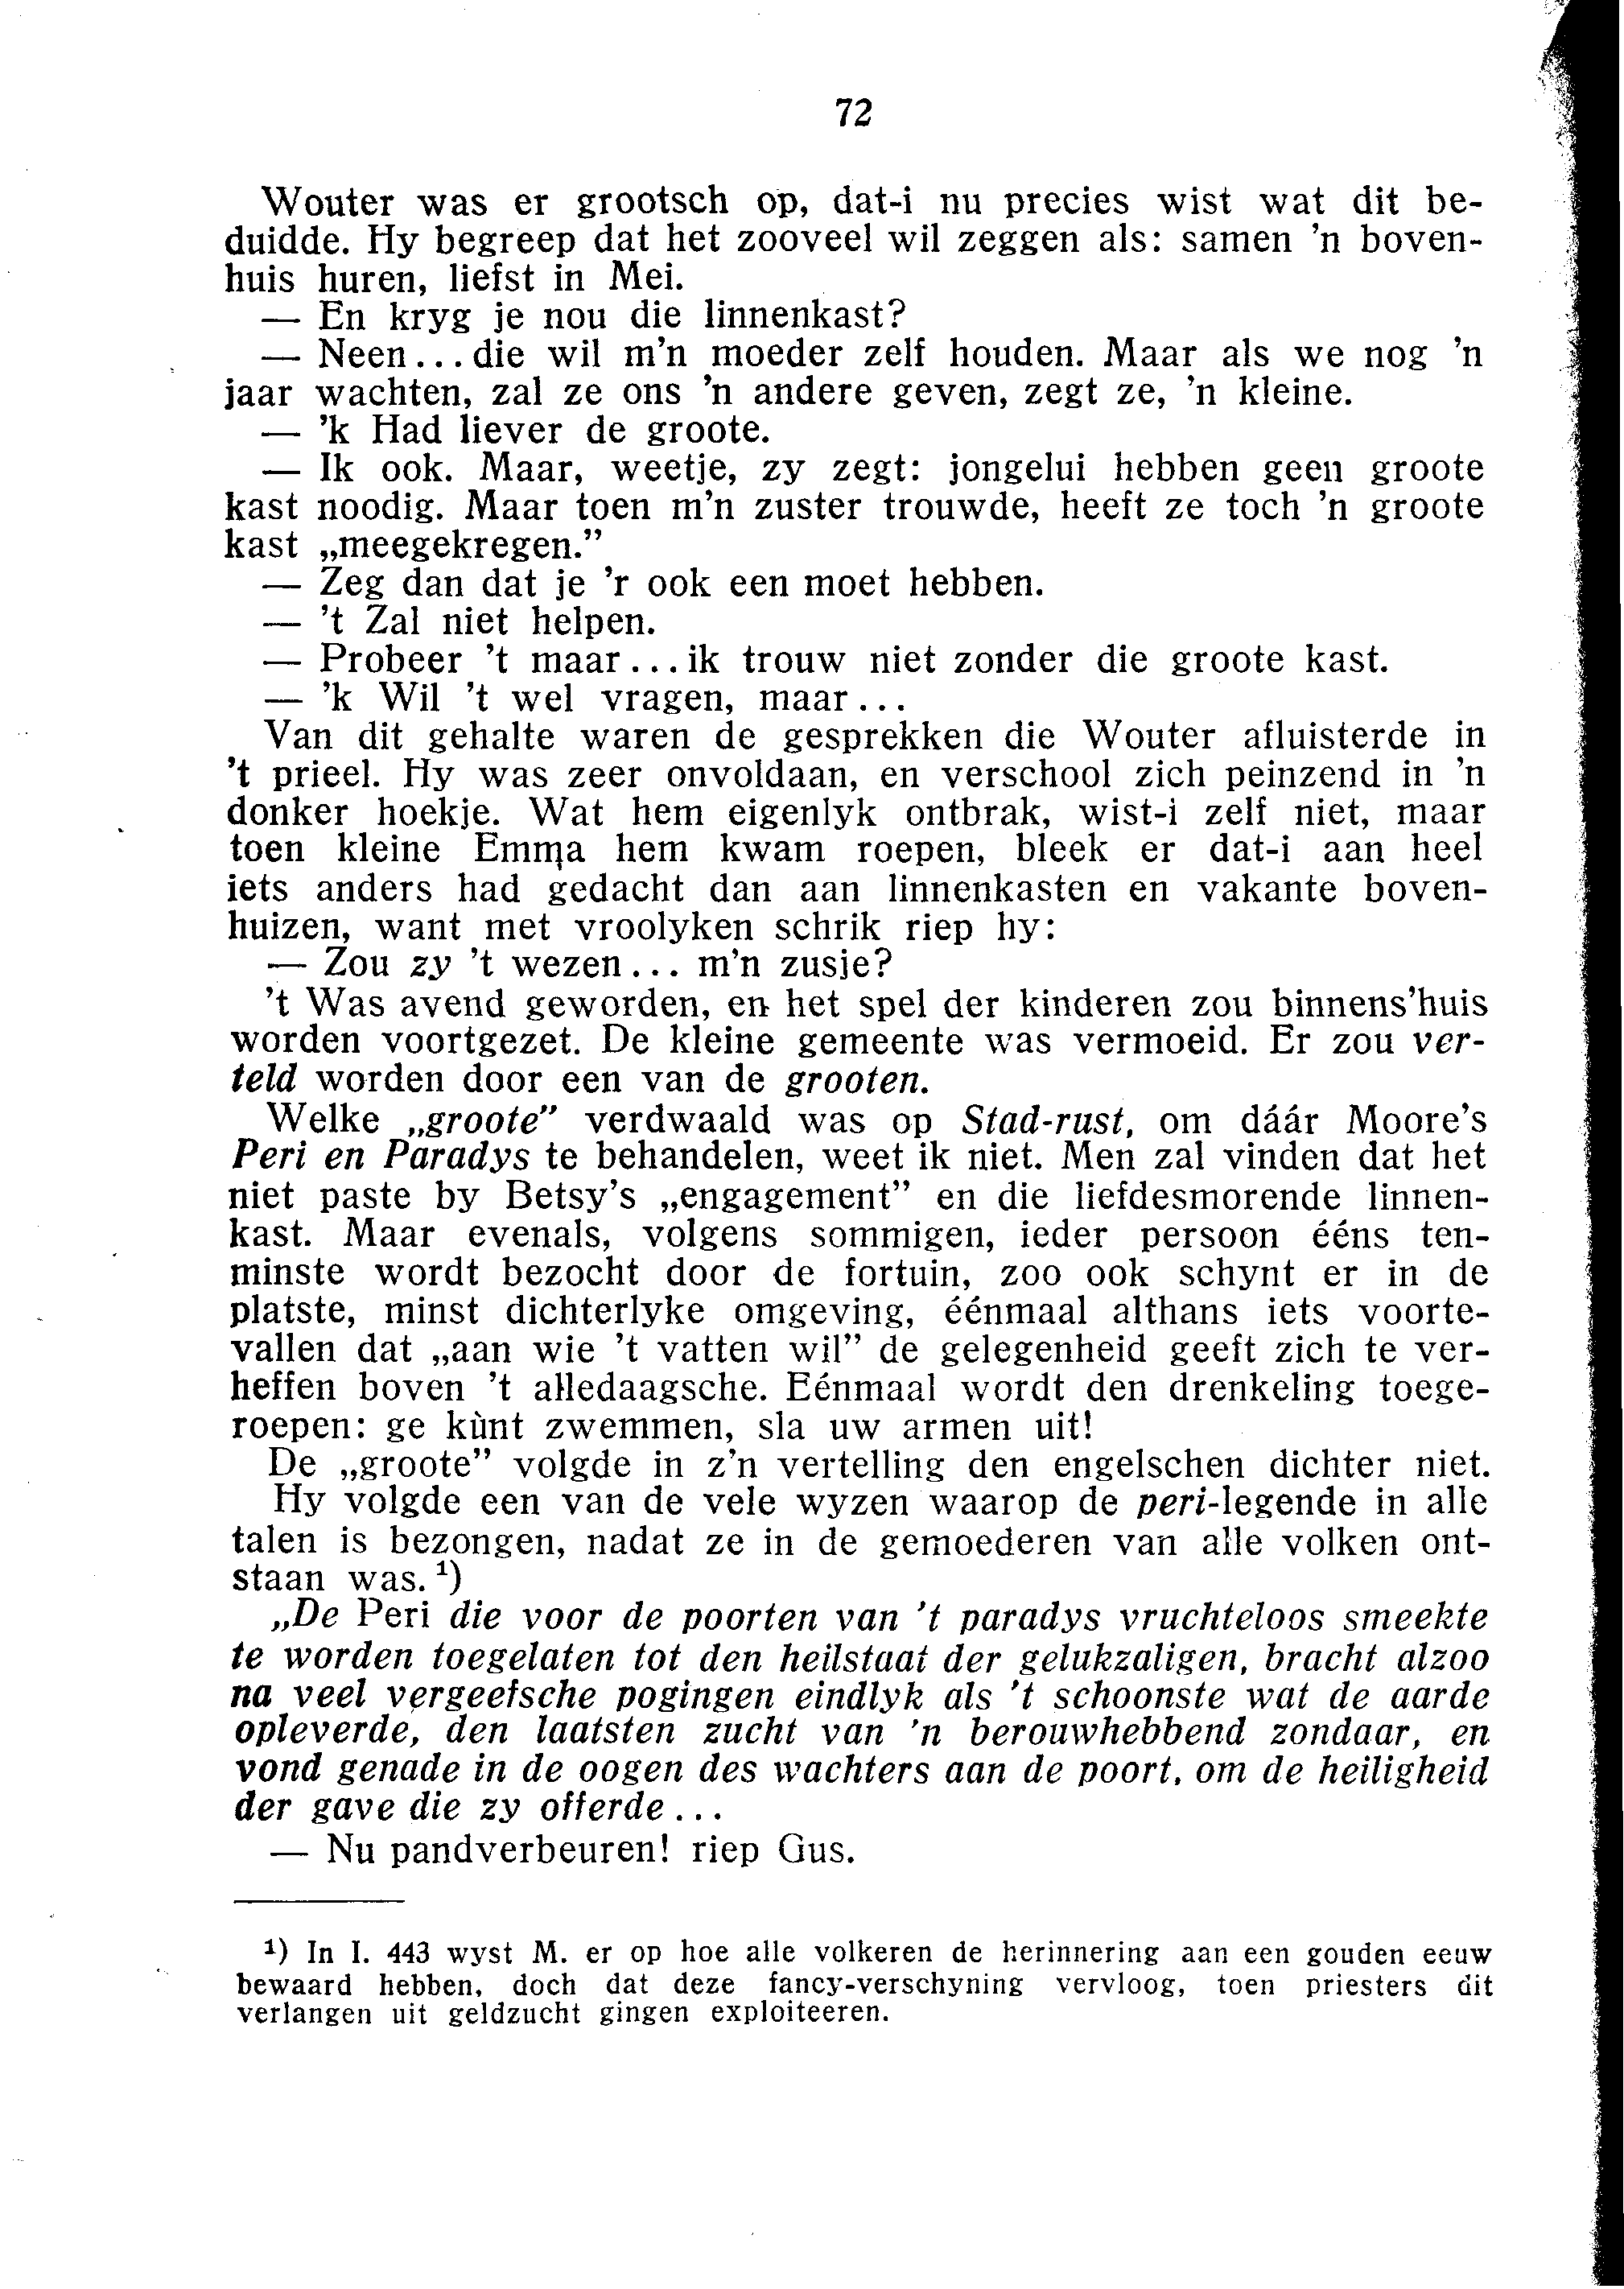 72
Wouter was er grootsch op, dat-i nu precies wist wat dit be-
duidde. Hy begreep dat het zooveel wil zeggen als: samen 'n boven-
huis huren, liefst in Mei.
— En kryg je nou die linnenkast?
— Neen... die wil m'n moeder zelf houden. Maar als we nog 'n
jaar wachten, zal ze ons 'n andere geven, zegt ze, 'n kleine.
— 'k Had liever de groote.
— Ik ook. Maar, weetje, zy zegt: jongelui hebben geen groote
kast noodig. Maar toen m'n zuster trouwde, heeft ze toch 'n groote
kast „meegekregen.”
— Zeg dan dat je 'r ook een moet hebben.
— 't Zal niet helpen.
— Probeer 't maar... ik trouw niet zonder die groote kast.
— 'k Wil 't wel vragen, maar...
Van dit gehalte waren de gesprekken die Wouter afluisterde in
't prieel. Hy was zeer onvoldaan, en verschool zich peinzend in 'n
donker hoekje. Wat hem eigenlyk ontbrak, wist-i zelf niet, maar
toen kleine Emma hem kwam roepen, bleek er dat-i aan heel
iets anders had gedacht dan aan linnenkasten en vakante boven-
huizen, want met vroolyken schrik riep hy:
— Zou zy 't wezen... m'n zusje?
't Was avend geworden, en het spel der kinderen zou binnens'huis
worden voortgezet. De kleine gemeente was vermoeid. Er zou ver-
teld worden door een van de grooten.
Welke „groote” verdwaald was op Stad-rust, om dáár Moore's
Peri en Paradys te behandelen, weet ik niet. Men zal vinden dat het
niet paste by Betsy's „engagement” en die liefdesmorende linnen-
kast. Maar evenals, volgens sommigen, ieder persoon ééns ten-
minste wordt bezocht door de fortuin, zoo ook schynt er in de
platste, minst dichterlyke omgeving, éénmaal althans iets voorte-
vallen dat „aan wie 't vatten wil” de gelegenheid geeft zich te ver-
heffen boven 't alledaagsche. Eénmaal wordt den drenkeling toege-
roepen: ge kùnt zwemmen, sla uw armen uit!
De „groote” volgde in z'n vertelling den engelschen dichter niet.
Hy volgde een van de vele wyzen waarop de peri-legende in alle
talen is bezongen, nadat ze in de gemoederen van alle volken ont-
staan was. ¹)
„De Peri die voor de poorten van 't paradys vruchteloos smeekte
te worden toegelaten tot den heilstaat der gelukzaligen, bracht alzoo
na veel vergeefsche pogingen eindlyk als 't schoonste wat de aarde
opleverde, den laatsten zucht van 'n berouwhebbend zondaar, en
vond genade in de oogen des wachters aan de poort, om de heiligheid
der gave die zy offerde...
— Nu pandverbeuren! riep Gus.
¹) In I. 443 wyst M. er op hoe alle volkeren de herinnering aan een gouden eeuw
bewaard hebben, doch dat deze fancy-verschyning vervloog, toen priesters dit
verlangen uit geldzucht gingen exploiteeren.